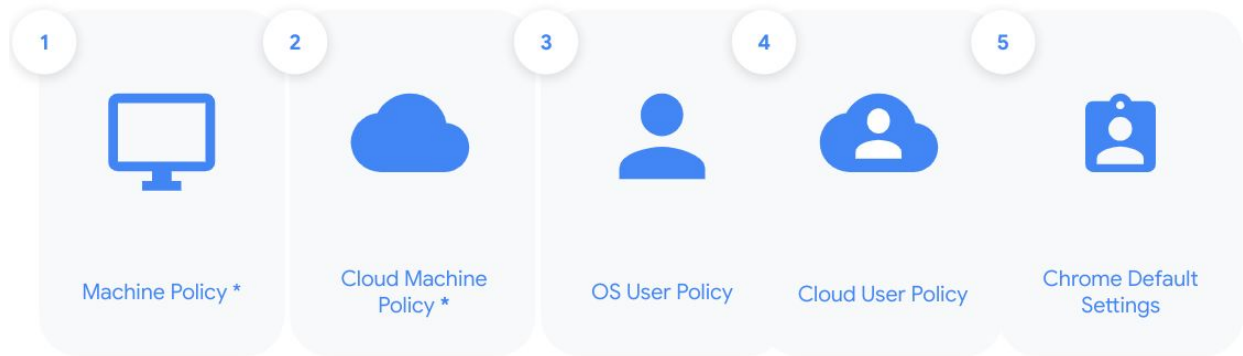 1
2
3
4
5
Machine Policy *
Cloud Machine
Policy *
OS User Policy
Cloud User Policy
Chrome Default
Settings